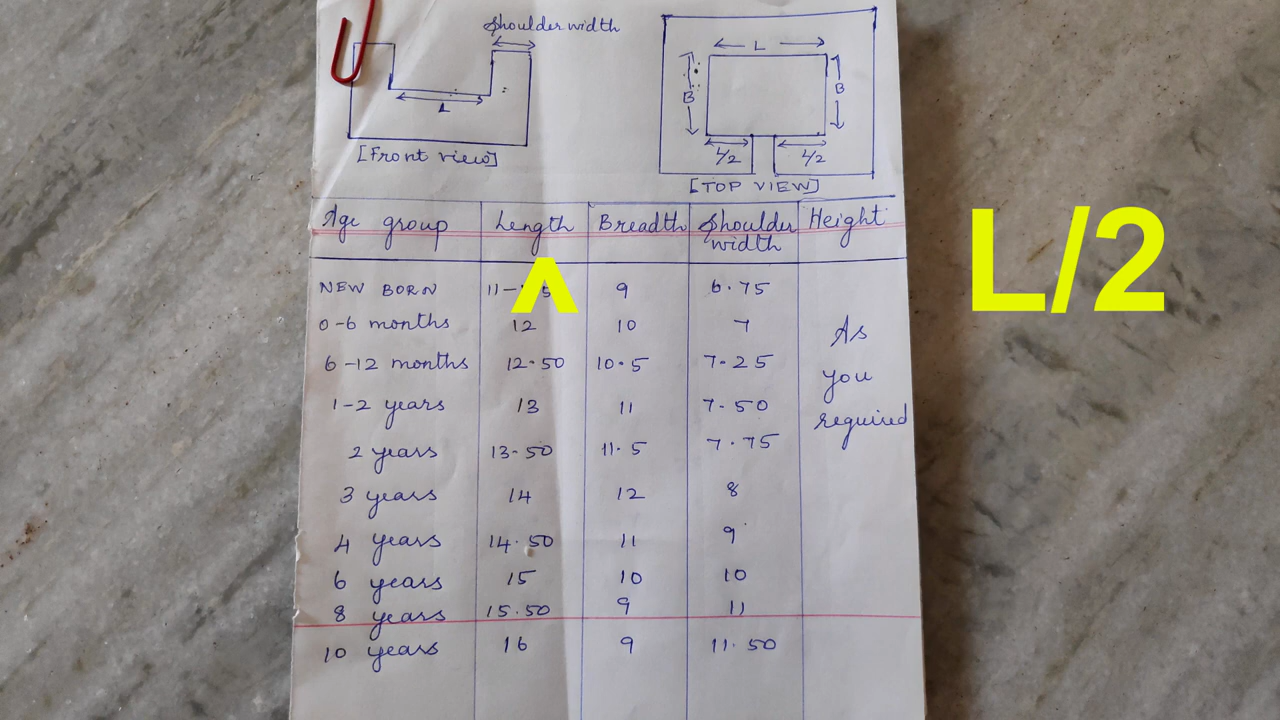 Shoulder width
L
[Front view]
L
B
B
L/2
L/2
[TOP VIEW]
L/2
Age group Length Breadth Shoulder width Height
^
NEW BORN 9 6.75
0-6 months 12 10 7
6-12 months 12.50 10.5 7.25
1-2 years 13 11 7.50
2 years 13.50 11.5 7.75
3 years 14 12 8
4 years 14.50 11 9
6 years 15 10 10
8 years 15.50 9 11
10 years 16 9 11.50
As
you
required